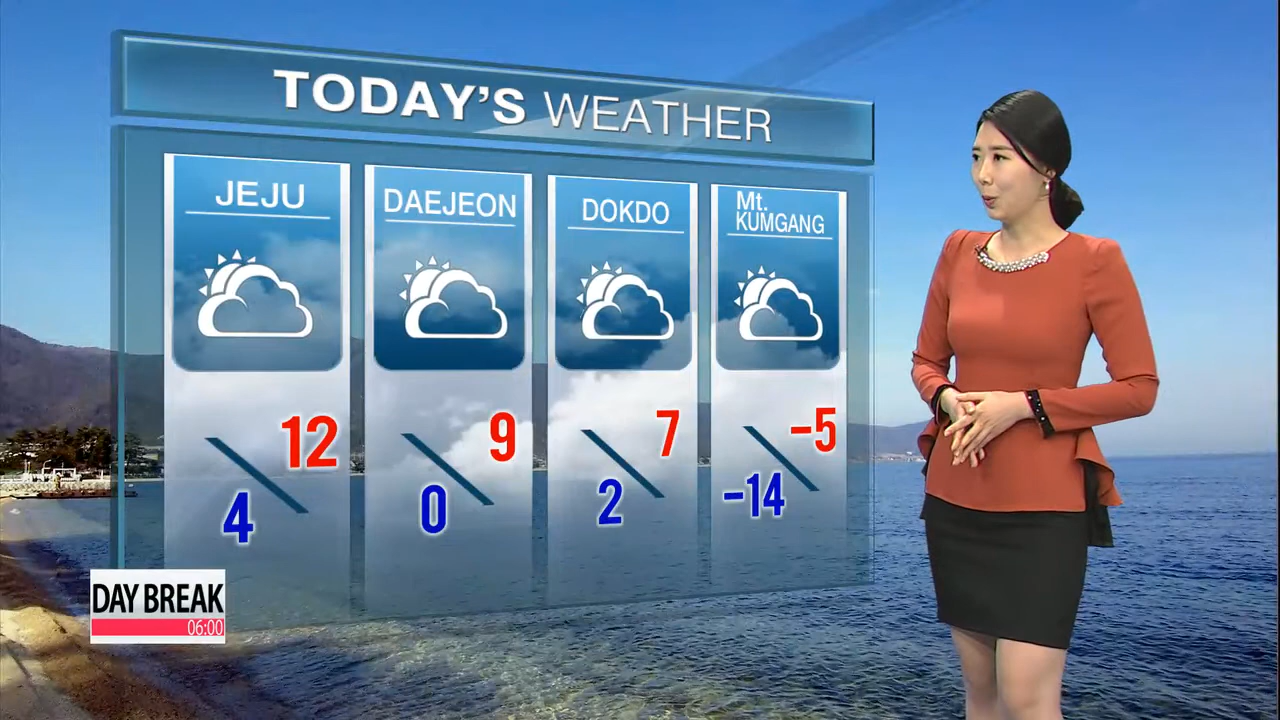 TODAY'S WEATHER
JEJU
12
4
DAEJEON
9
0
DOKDO
7
2
Mt.
KUMGANG
-5
-14
DAY BREAK
06:00